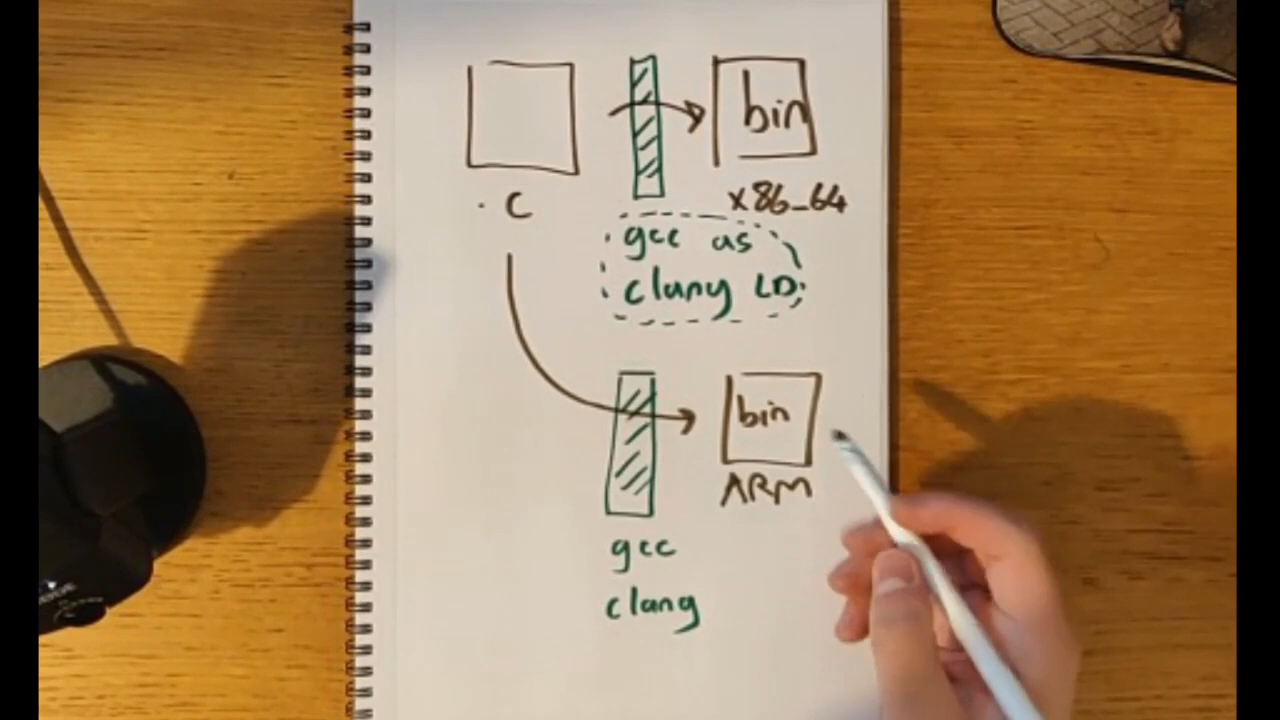 bin
.c
x86_64
gcc as
clang LD
bin
ARM
gcc
clang